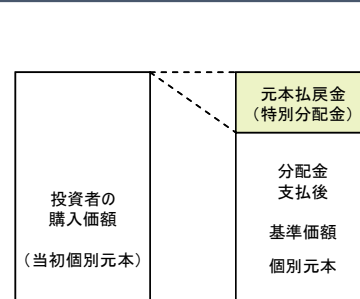 元本払戻金
（特別分配金）
投資者の
購入価額
（当初個別元本）
分配金
支払後
基準価額
個別元本